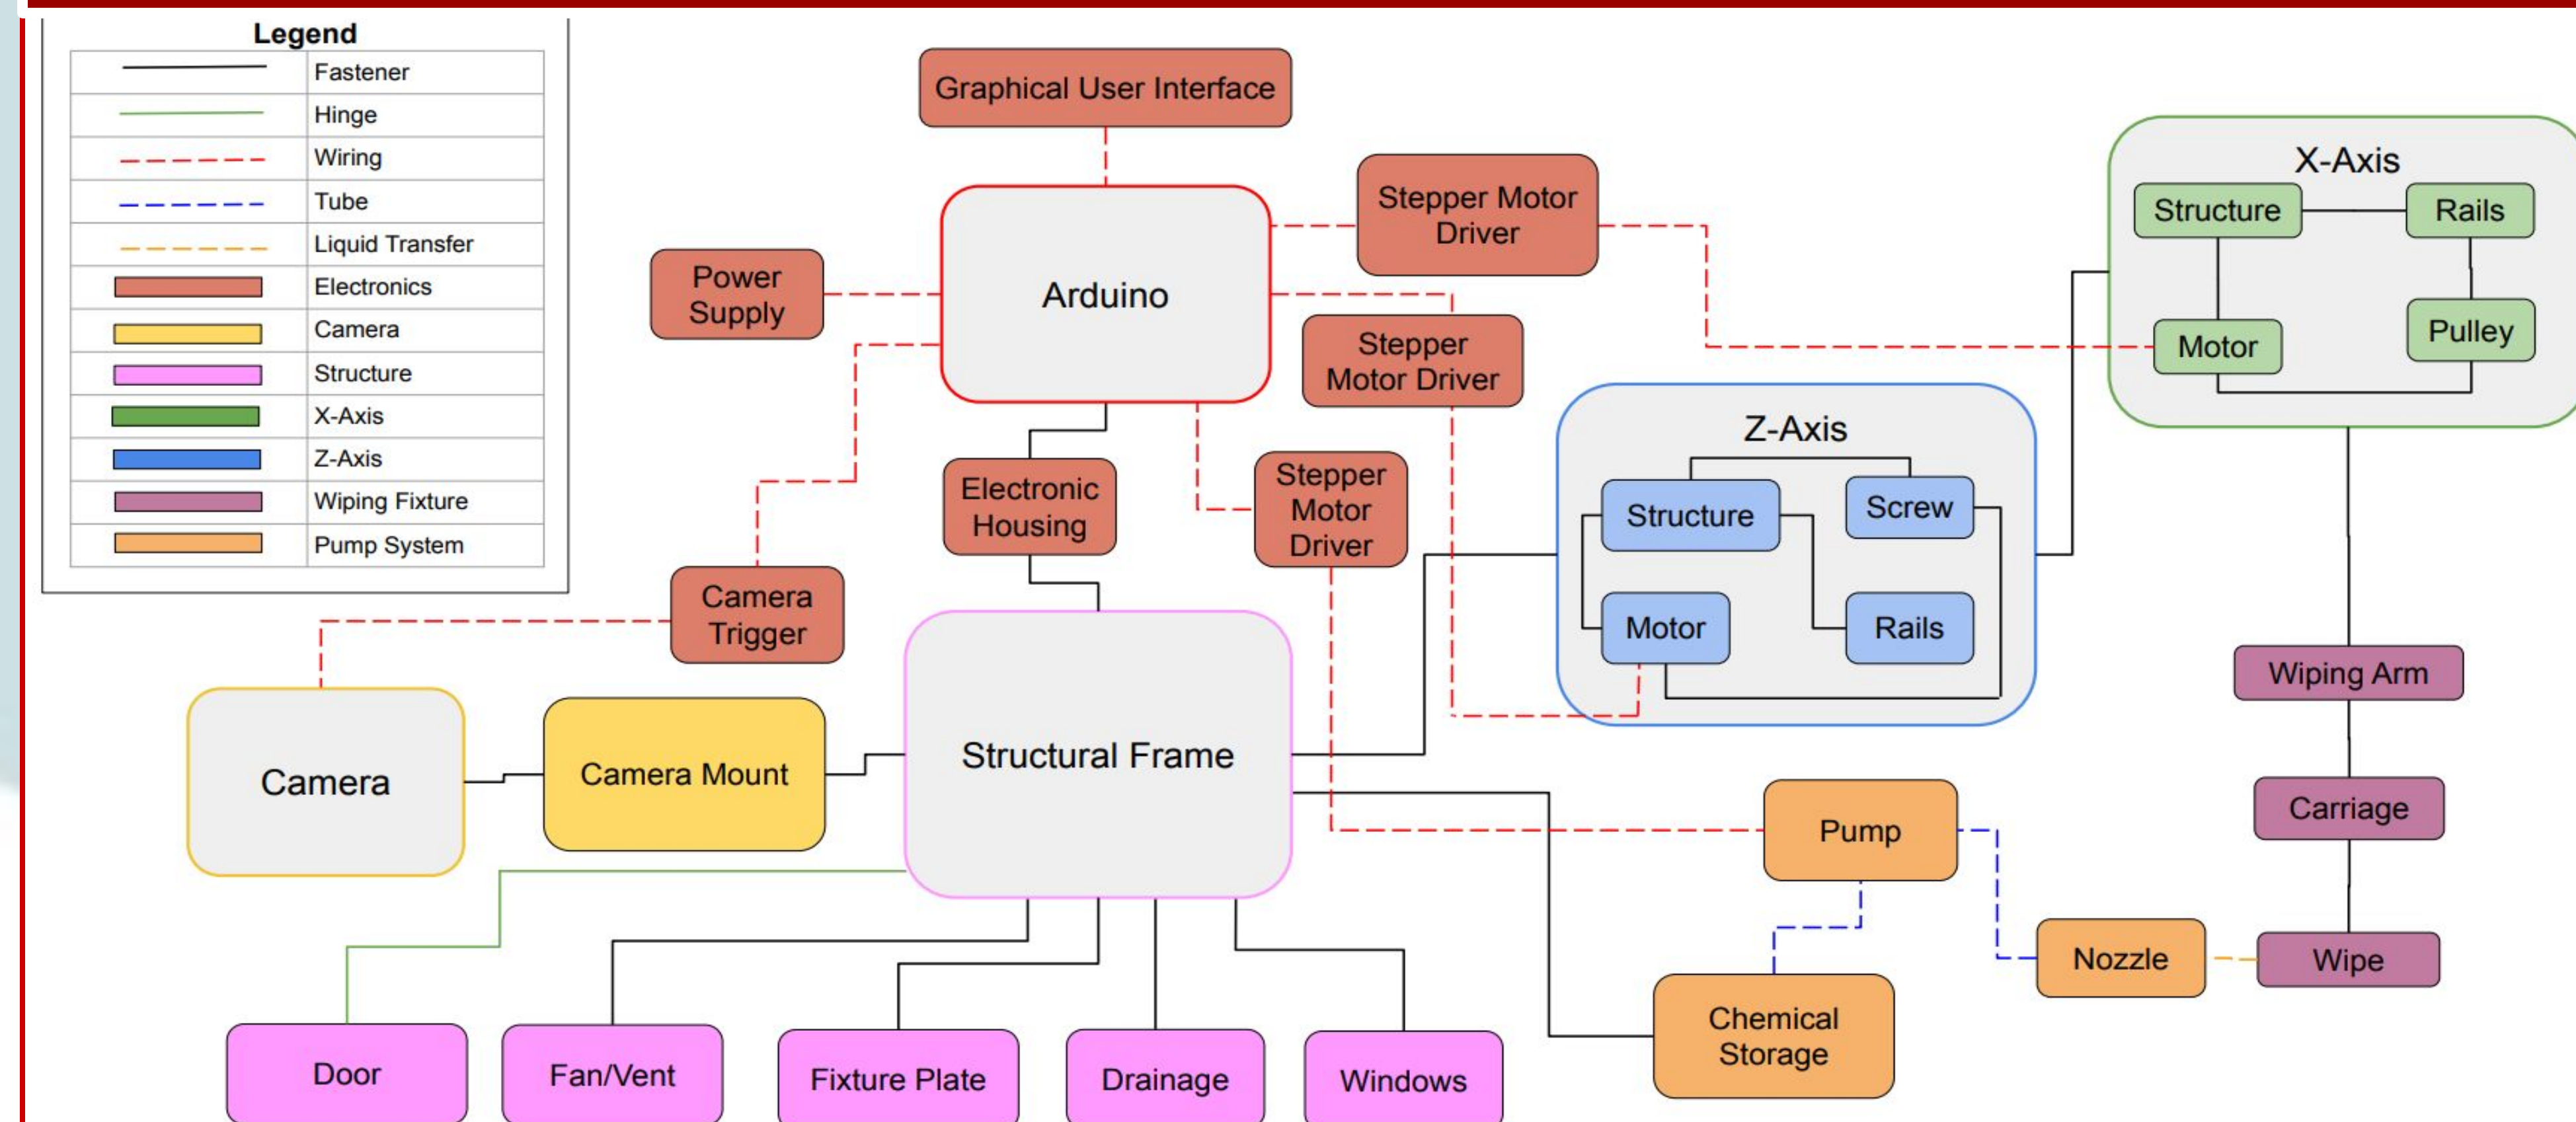 Legend
Fastener
Hinge
Wiring
Tube
Liquid Transfer
Electronics
Camera
Structure
X-Axis
Z-Axis
Wiping Fixture
Pump System
Graphical User Interface
Stepper Motor
Driver
Power
Supply
Arduino
Stepper
Motor Driver
X-Axis
Structure
Rails
Motor
Pulley
Electronic
Housing
Stepper
Motor
Driver
Z-Axis
Structure
Screw
Motor
Rails
Camera
Trigger
Camera
Camera Mount
Structural Frame
Wiping Arm
Carriage
Pump
Nozzle
Wipe
Chemical
Storage
Door
Fan/Vent
Fixture Plate
Drainage
Windows